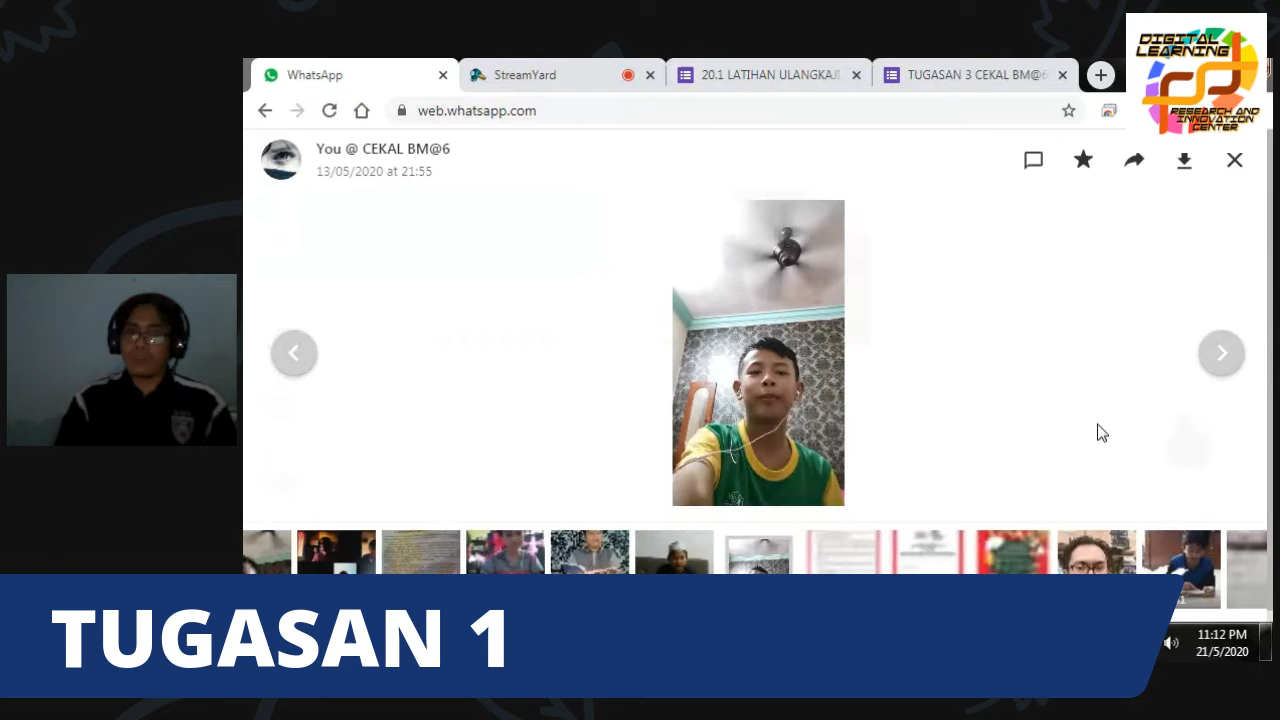 WhatsApp
StreamYard
20.1 LATIHAN ULANGKAJI
TUGASAN 3 CEKAL BM@6
web.whatsapp.com
You @ CEKAL BM@6
13/05/2020 at 21:55
DIGITAL
LEARNING
RESEARCH AND
INNOVATION
CENTER
TUGASAN 1
11:12 PM
21/5/2020